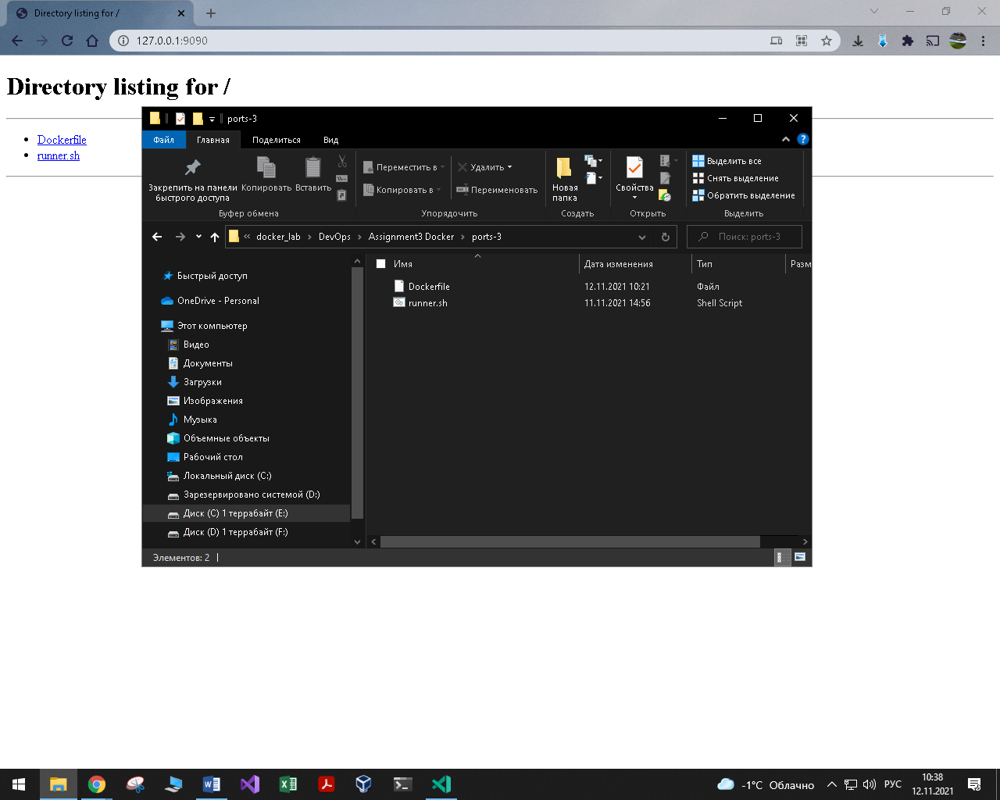 Directory listing for /
127.0.0.1:9090
Directory listing for /
Dockerfile
runner.sh
ports-3
Файл
Главная
Поделиться
Вид
Закрепить на панели быстрого доступа
Копировать
Вставить
Переместить в
Копировать в
Удалить
Переименовать
Новая папка
Свойства
Выделить все
Снять выделение
Обратить выделение
Буфер обмена
Упорядочить
Создать
Открыть
Выделить
« docker_lab › DevOps › Assignment3 Docker › ports-3
Поиск: ports-3
Быстрый доступ
OneDrive - Personal
Этот компьютер
Видео
Документы
Загрузки
Изображения
Музыка
Объемные объекты
Рабочий стол
Локальный диск (C:)
Зарезервировано системой (D:)
Диск (C) 1 террабайт (E:)
Диск (D) 1 террабайт (F:)
Имя Дата изменения Тип Разм
Dockerfile 12.11.2021 10:21 Файл
runner.sh 11.11.2021 14:56 Shell Script
Элементов: 2
-1°C Облачно
РУС
10:38
12.11.2021